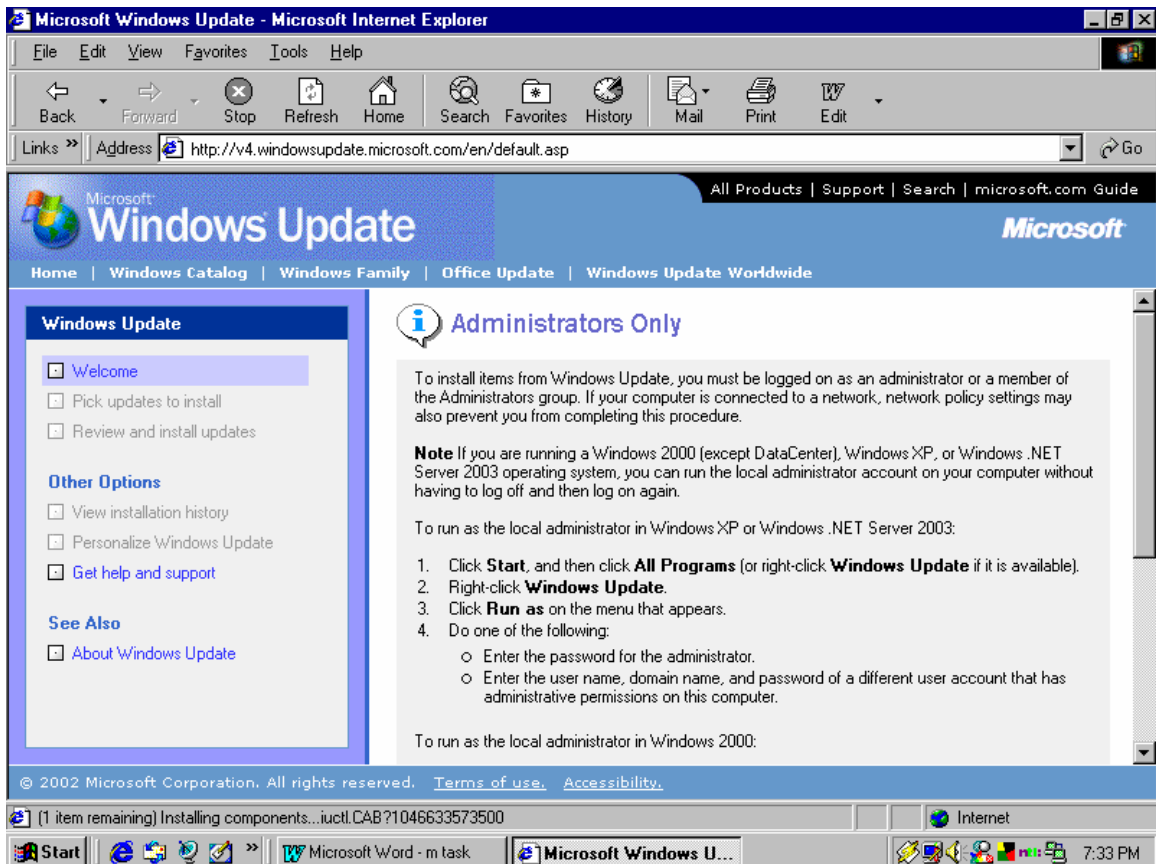 Microsoft Windows Update - Microsoft Internet Explorer
File Edit View Favorites Tools Help
Back Forward Stop Refresh Home Search Favorites History Mail Print Edit
Links » Address http://v4.windowsupdate.microsoft.com/en/default.asp Go
All Products | Support | Search | microsoft.com Guide
Microsoft
Windows Update
Microsoft
Home | Windows Catalog | Windows Family | Office Update | Windows Update Worldwide
Windows Update
Welcome
Pick updates to install
Review and install updates
Other Options
View installation history
Personalize Windows Update
Get help and support
See Also
About Windows Update
Administrators Only
To install items from Windows Update, you must be logged on as an administrator or a member of
the Administrators group. If your computer is connected to a network, network policy settings may
also prevent you from completing this procedure.
Note If you are running a Windows 2000 (except DataCenter), Windows XP, or Windows .NET
Server 2003 operating system, you can run the local administrator account on your computer without
having to log off and then log on again.
To run as the local administrator in Windows XP or Windows .NET Server 2003:
1. Click Start, and then click All Programs (or right-click Windows Update if it is available).
2. Right-click Windows Update.
3. Click Run as on the menu that appears.
4. Do one of the following:
o Enter the password for the administrator.
o Enter the user name, domain name, and password of a different user account that has
administrative permissions on this computer.
To run as the local administrator in Windows 2000:
© 2002 Microsoft Corporation. All rights reserved. Terms of use. Accessibility.
(1 item remaining) Installing components...iuctl.CAB?1046633573500 Internet
Start » Microsoft Word - m task Microsoft Windows U... 7:33 PM